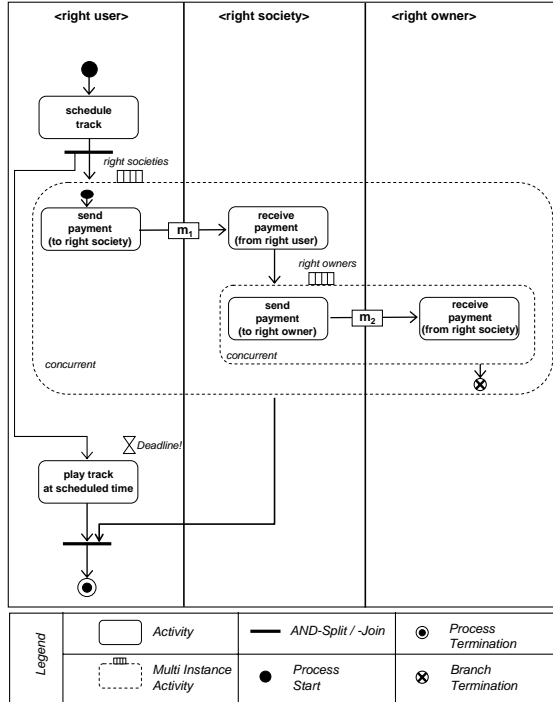 <right user>
<right society>
<right owner>
schedule
track
right societies
send
payment
(to right society)
m1
receive
payment
(from right user)
right owners
send
payment
(to right owner)
m2
receive
payment
(from right society)
concurrent
concurrent
Deadline!
play track
at scheduled time
Legend
Activity
AND-Split / -Join
Process
Termination
Multi Instance
Activity
Process
Start
Branch
Termination